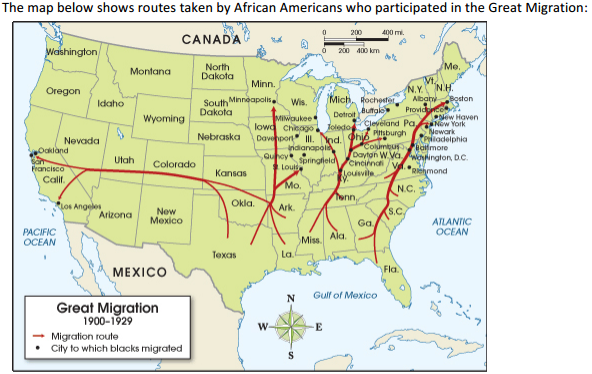 The map below shows routes taken by African Americans who participated in the Great Migration:
CANADA
0 200 400 mi.
0 200 400 km
Washington
Montana
North
Dakota
Minn.
Me.
Vt.
N.H.
N.Y.
Oregon
Idaho
South
Dakota
Minneapolis
Wis.
Mich.
Rochester
Albany
Boston
Buffalo
Providence
Wyoming
Milwaukee
Detroit
New Haven
Iowa
Chicago
Toledo
Cleveland
Pa.
New York
Nebraska
Davenport
Ill.
Ind.
Ohio
Pittsburgh
Newark
Philadelphia
Nevada
Indianapolis
Columbus
Baltimore
Oakland
Utah
Colorado
Quincy
Springfield
Dayton
W.Va.
Washington, D.C.
San
Francisco
Kansas
St. Louis
Cincinnati
Va.
Richmond
Calif.
Mo.
Louisville
Ky.
Los Angeles
Arizona
New
Mexico
Okla.
Ark.
Tenn.
N.C.
S.C.
PACIFIC
OCEAN
Texas
La.
Miss.
Ala.
Ga.
ATLANTIC
OCEAN
MEXICO
Fla.
Gulf of Mexico
Great Migration
1900–1929
Migration route
City to which blacks migrated
N
W
E
S